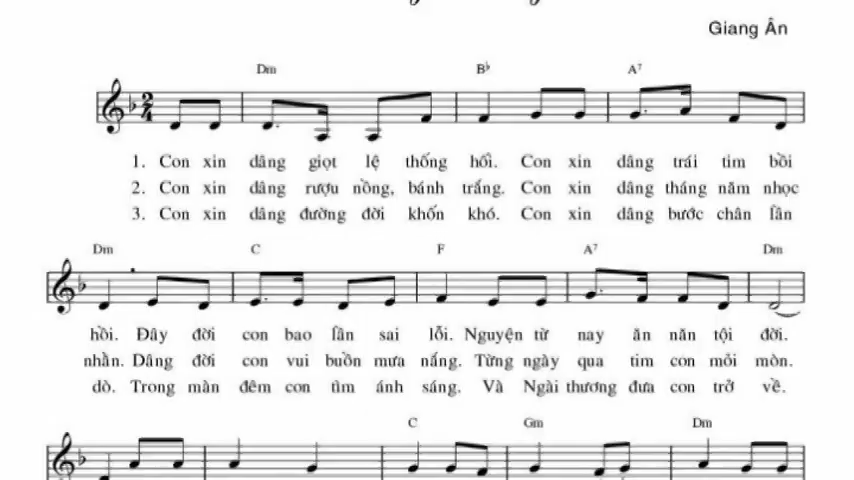 Giang Ân
Dm B♭ A7
2 4
1. Con xin dâng giọt lệ thống hối. Con xin dâng trái tim bồi
2. Con xin dâng rượu nồng, bánh trắng. Con xin dâng tháng năm nhọc
3. Con xin dâng đường đời khốn khó. Con xin dâng bước chân lần
Dm C F A7 Dm
hồi. Đây đời con bao lần sai lỗi. Nguyện từ nay ăn năn tội đời.
nhằn. Dâng đời con vui buồn mưa nắng. Từng ngày qua tim con mỏi mòn.
dò. Trong màn đêm con tìm ánh sáng. Và Ngài thương đưa con trở về.
C Gm Dm